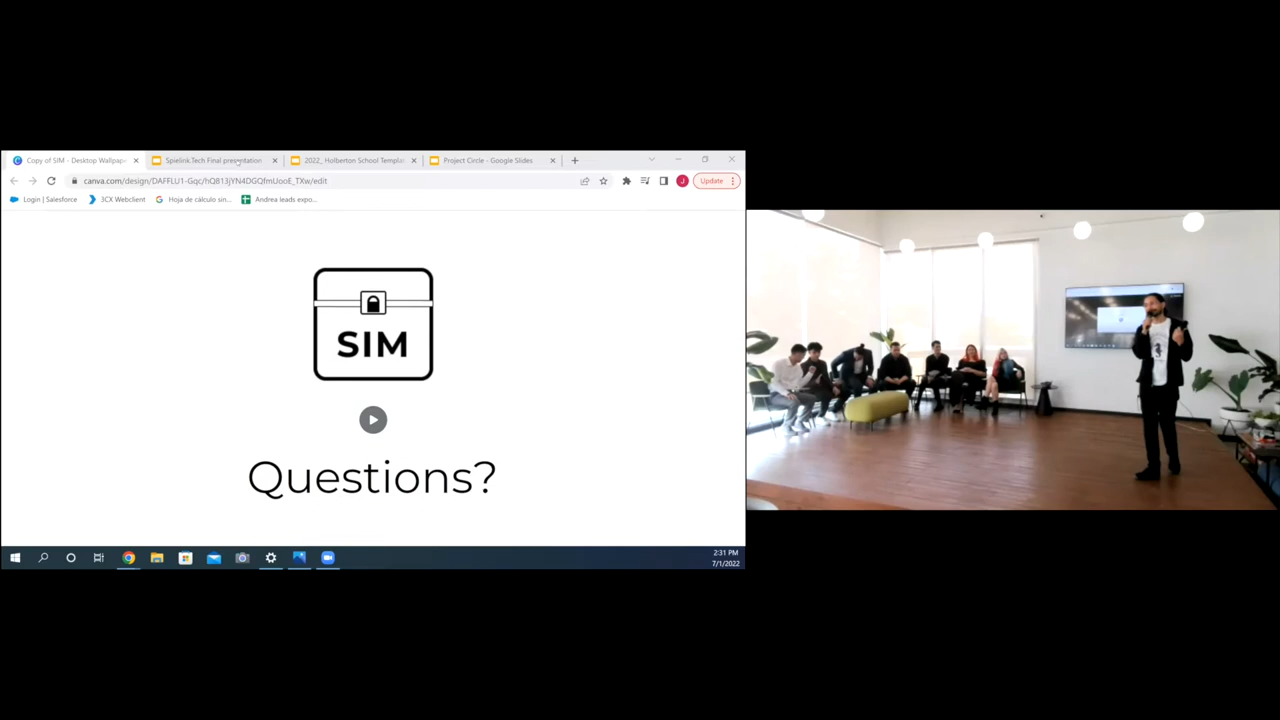 Copy of SIM - Desktop Wallpap
Spielink.Tech Final presentation
2022_ Holberton School Templat
Project Circle - Google Slides
canva.com/design/DAFFLU1-Gqc/hQ813jYN4DGQfmUooE_TXw/edit
J
Update
Login | Salesforce
3CX Webclient
Hoja de cálculo sin...
Andrea leads expo...
SIM
Questions?
2:31 PM
7/1/2022